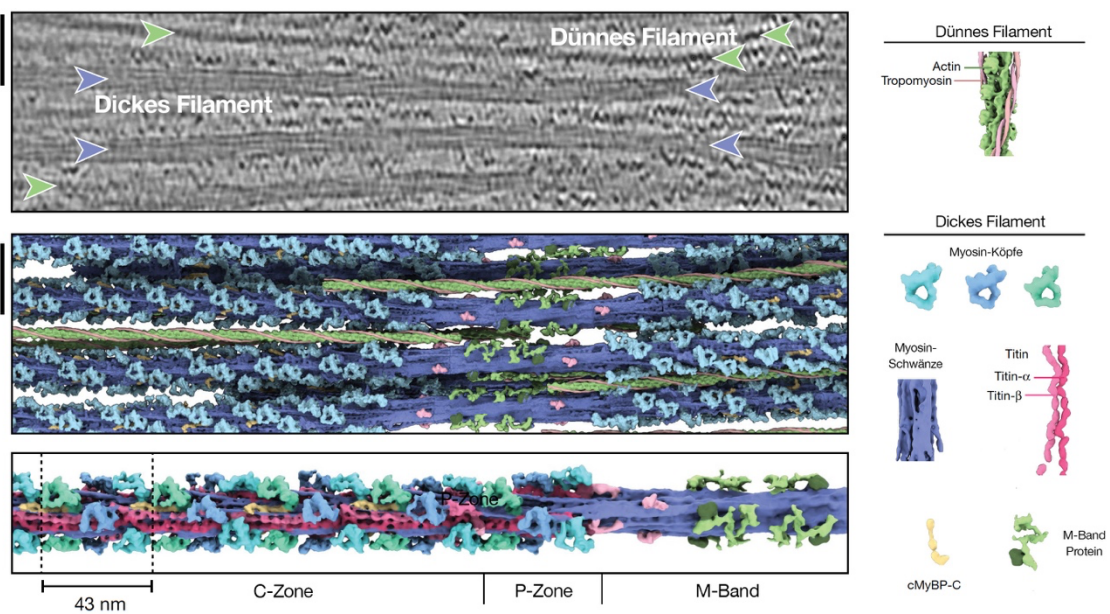 Dünnes Filament
Dickes Filament
P-Zone
43 nm
C-Zone
P-Zone
M-Band
Dünnes Filament
Actin
Tropomyosin
Dickes Filament
Myosin-Köpfe
Myosin-
Schwänze
Titin
Titin-α
Titin-β
cMyBP-C
M-Band
Protein